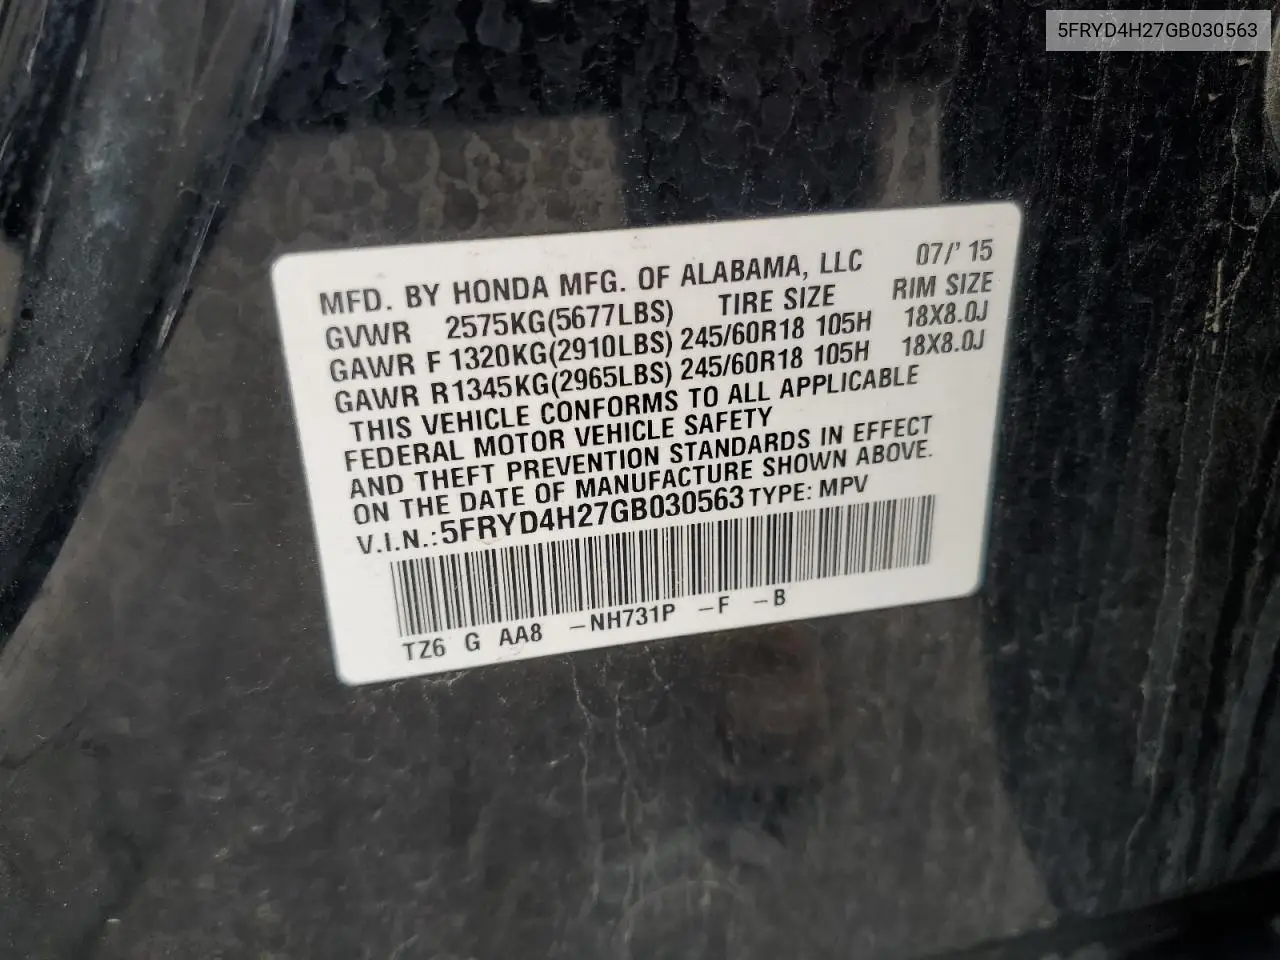 5FRYD4H27GB030563
MFD. BY HONDA MFG. OF ALABAMA, LLC 07/' 15
GVWR 2575KG(5677LBS) TIRE SIZE RIM SIZE
GAWR F 1320KG(2910LBS) 245/60R18 105H 18X8.0J
GAWR R1345KG(2965LBS) 245/60R18 105H 18X8.0J
THIS VEHICLE CONFORMS TO ALL APPLICABLE
FEDERAL MOTOR VEHICLE SAFETY
AND THEFT PREVENTION STANDARDS IN EFFECT
ON THE DATE OF MANUFACTURE SHOWN ABOVE.
V.I.N.: 5FRYD4H27GB030563 TYPE: MPV
TZ6 G AA8 -NH731P -F -B